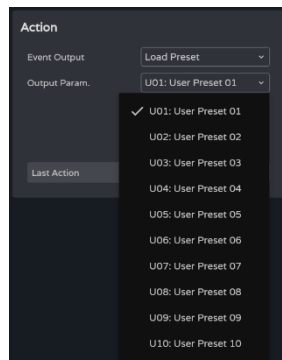 Action
Event Output Load Preset
Output Param. U01: User Preset 01
U01: User Preset 01
U02: User Preset 02
U03: User Preset 03
Last Action
U04: User Preset 04
U05: User Preset 05
U06: User Preset 06
U07: User Preset 07
U08: User Preset 08
U09: User Preset 09
U10: User Preset 10